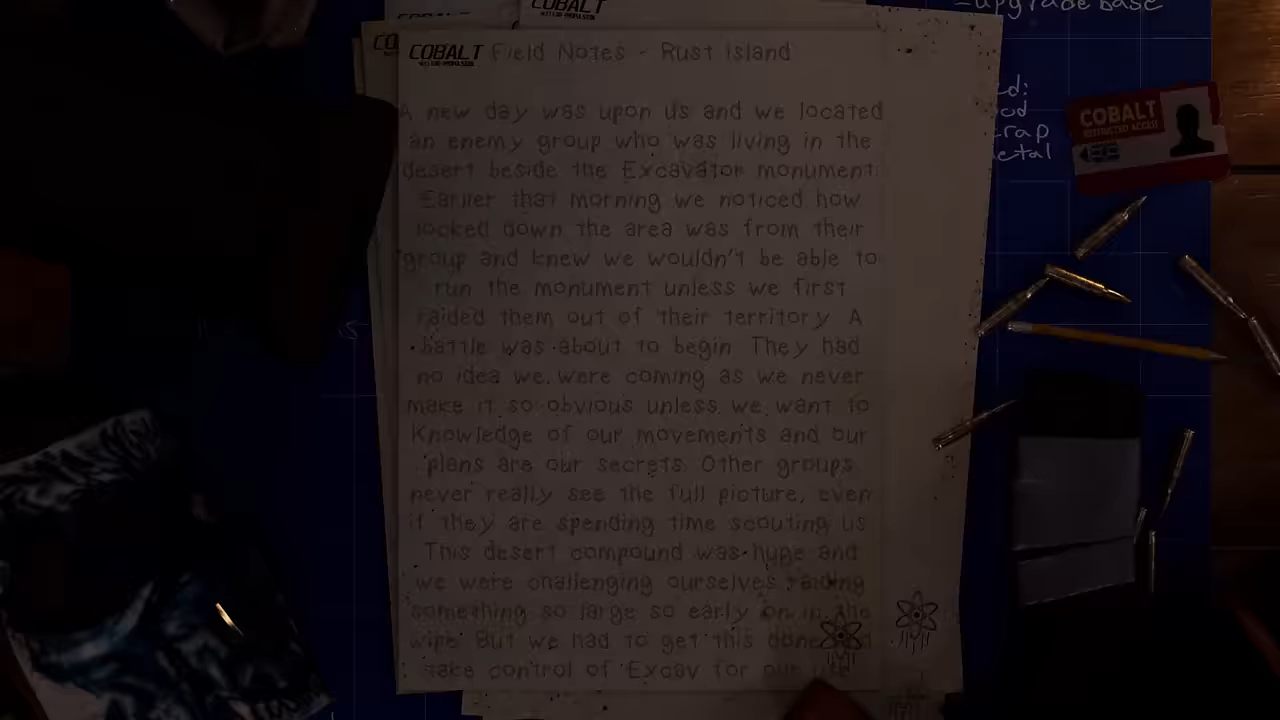 =upgrade base
COBALT
CO
COBALT Field Notes - Rust Island
A new day was upon us and we located
an enemy group who was living in the
desert beside the Excavator monument.
Earlier that morning we noticed how
locked down the area was from their
group and knew we wouldn't be able to
run the monument unless we first
raided them out of their territory. A
battle was about to begin. They had
no idea we were coming as we never
make it so obvious unless we want to
Knowledge of our movements and our
plans are our secrets. Other groups
never really see the full picture, even
if they are spending time scouting us
This desert compound was huge and
we were challenging ourselves raiding
something so large so early on in the
wipe. But we had to get this done
take control of Excav for our
COBALT
RESTRICTED ACCESS